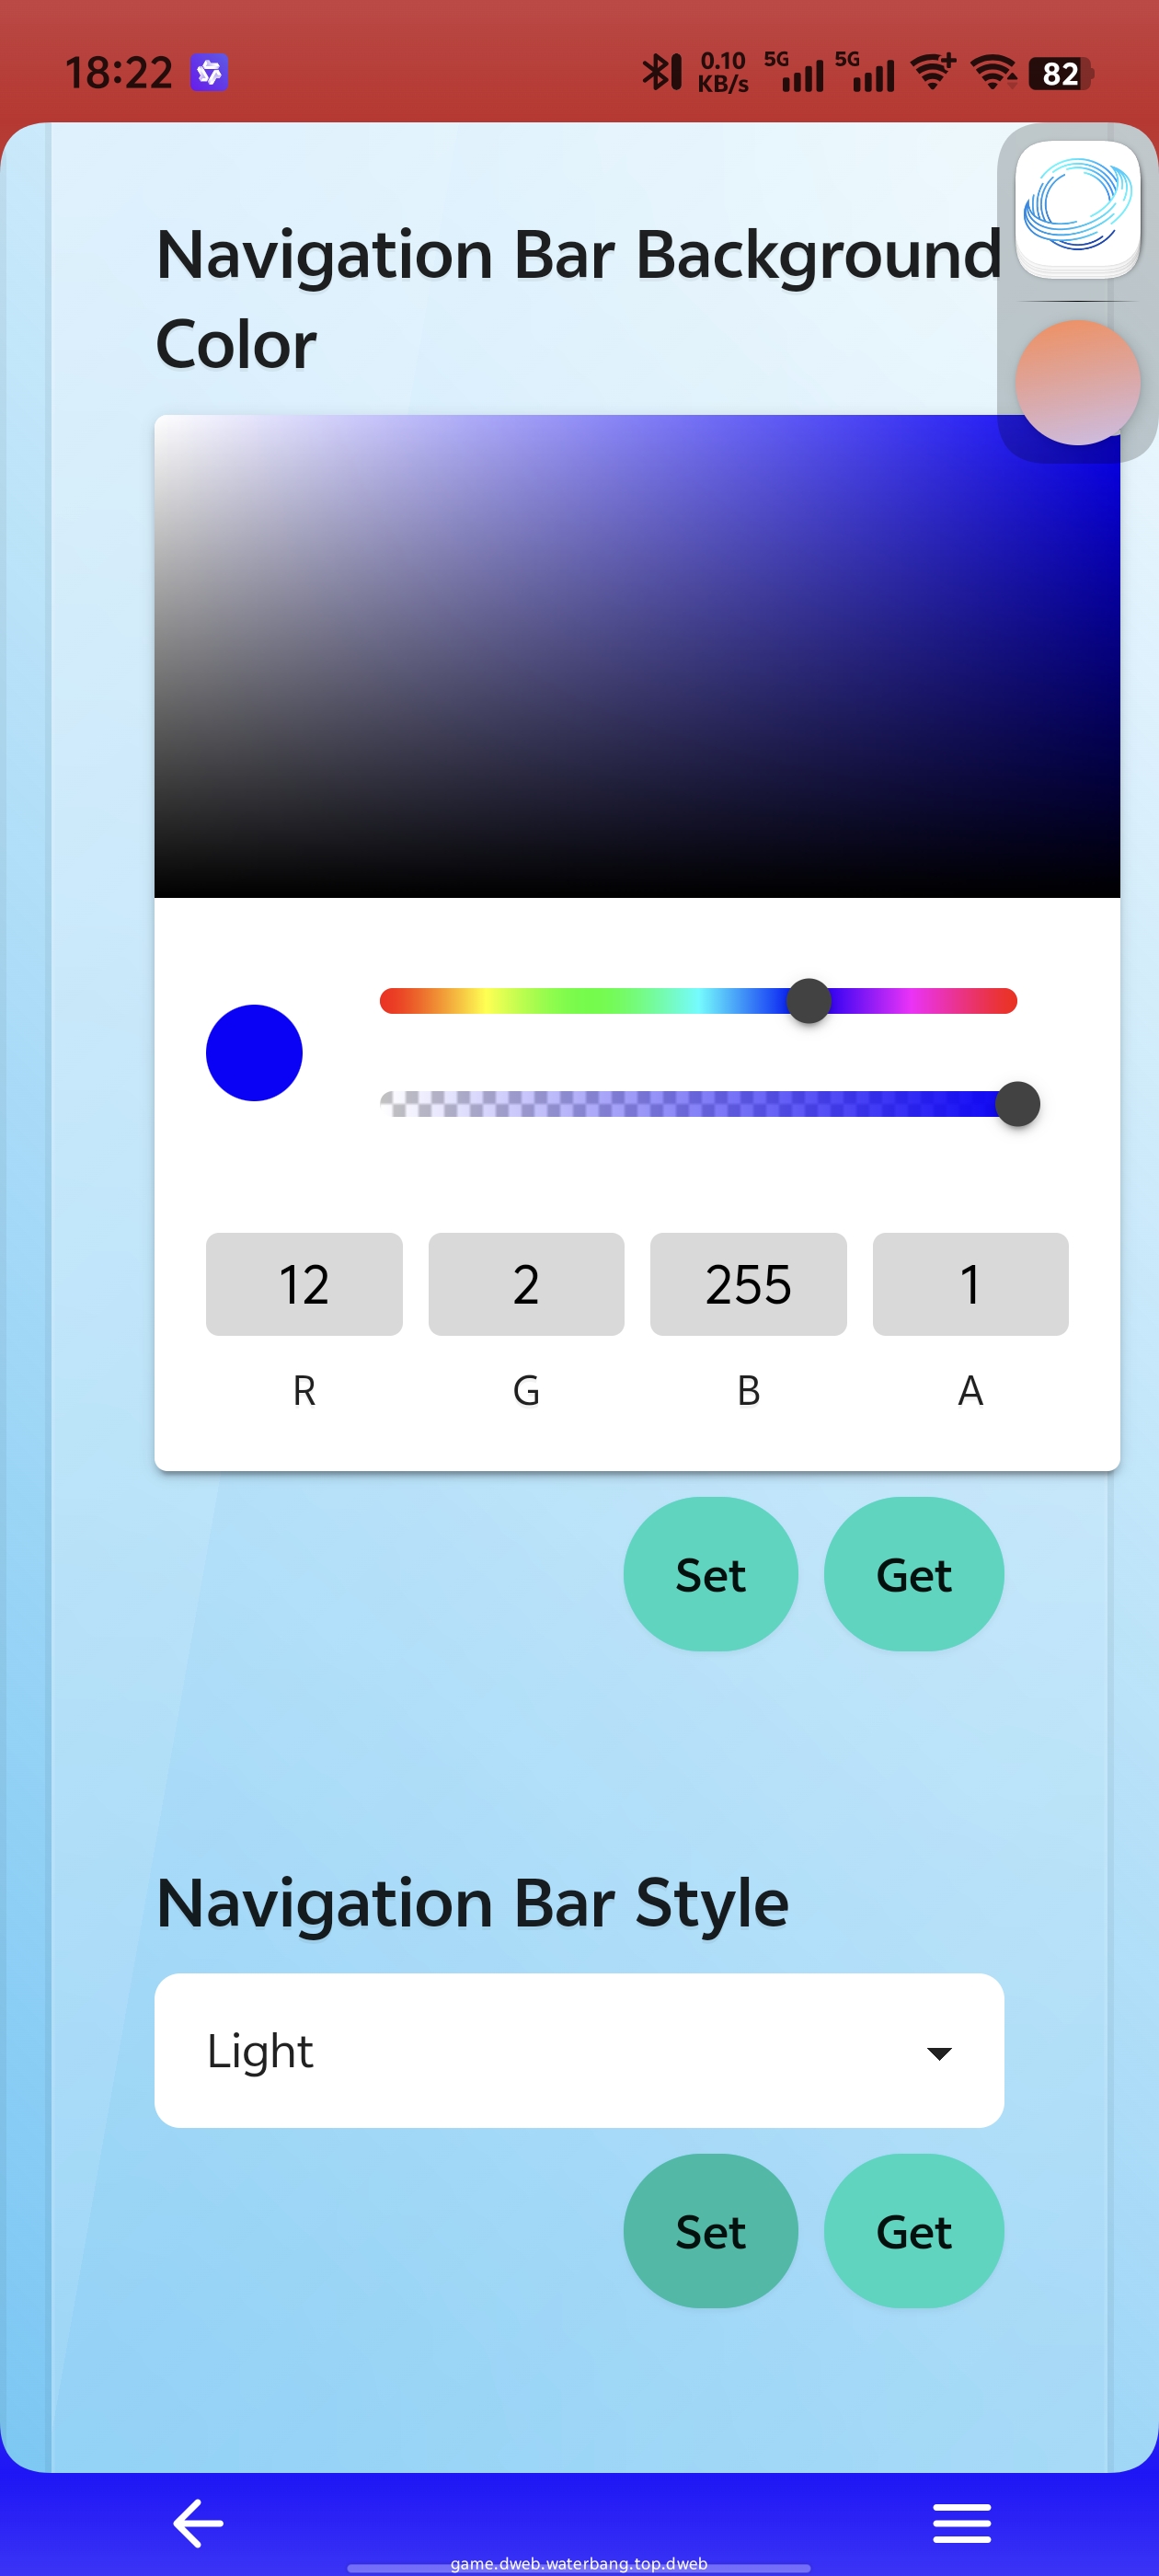 18:22
0.10
KB/s
5G
5G
82
Navigation Bar Background
Color
12
2
255
1
R
G
B
A
Set
Get
Navigation Bar Style
Light
Set
Get
game.dweb.waterbang.top.dweb